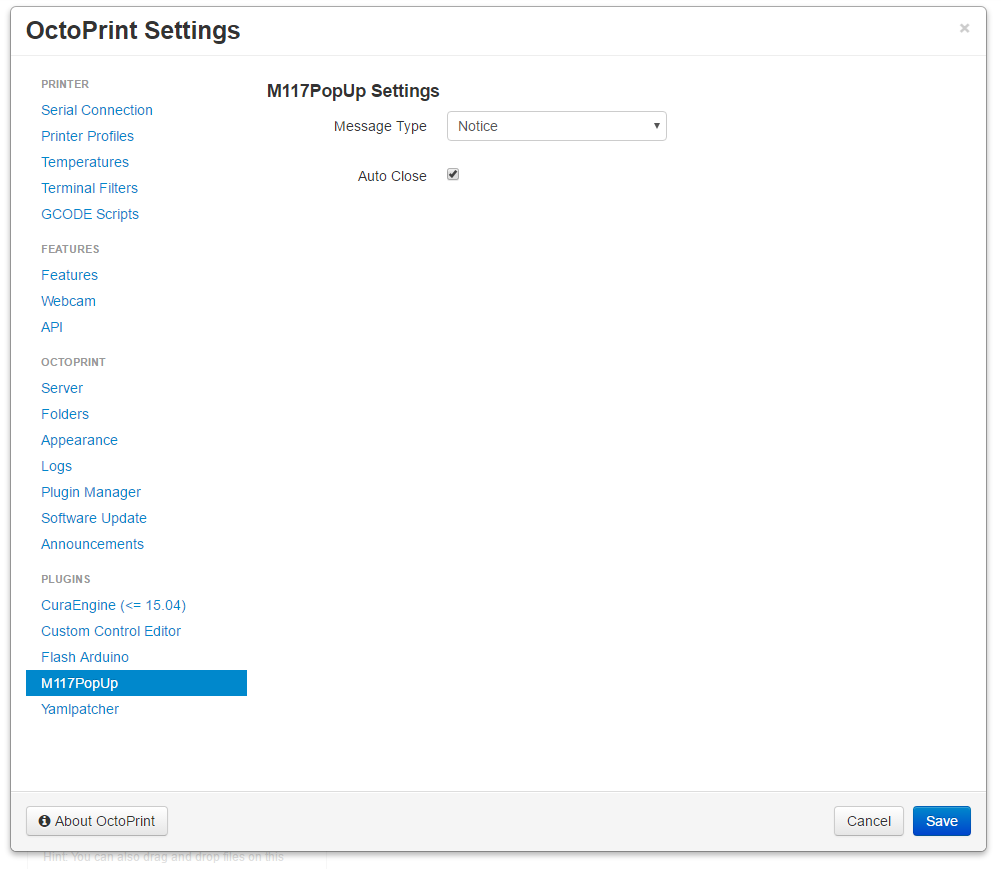 OctoPrint Settings
×
PRINTER
Serial Connection
Printer Profiles
Temperatures
Terminal Filters
GCODE Scripts
FEATURES
Features
Webcam
API
OCTOPRINT
Server
Folders
Appearance
Logs
Plugin Manager
Software Update
Announcements
PLUGINS
CuraEngine (<= 15.04)
Custom Control Editor
Flash Arduino
M117PopUp
Yamlpatcher
M117PopUp Settings
Message Type Notice
Auto Close
About OctoPrint
Cancel
Save
Hint: You can also drag and drop files on this